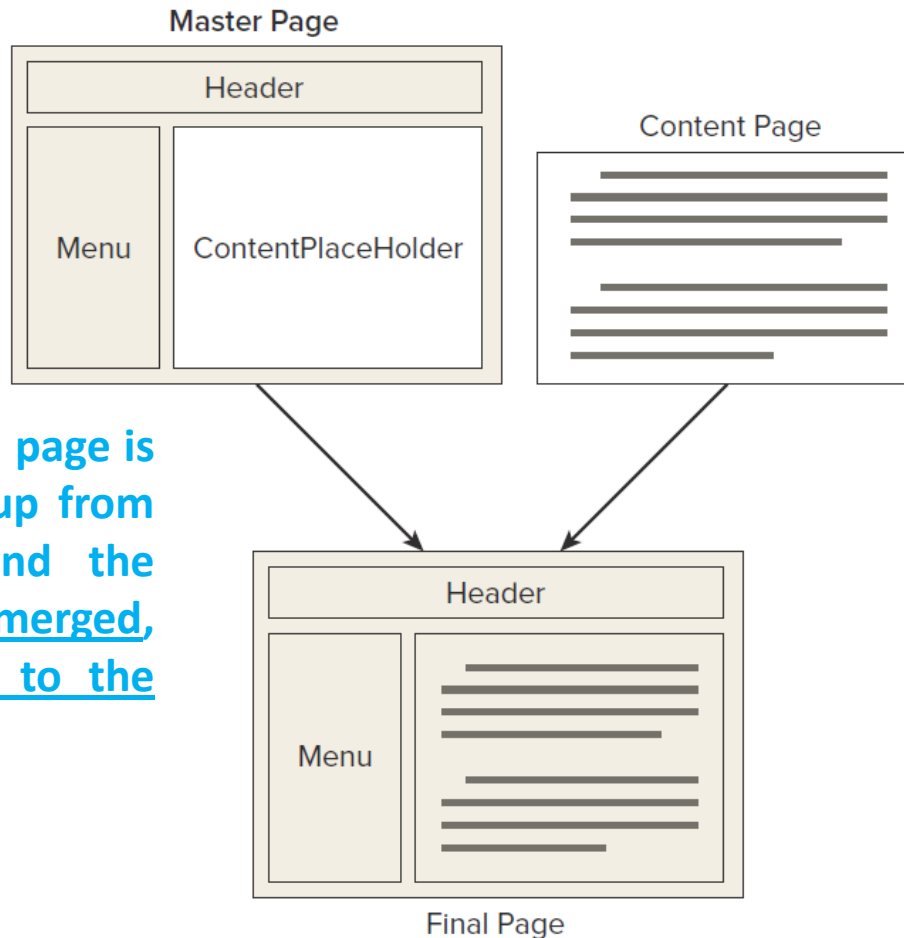 Master Page
Header
Menu
ContentPlaceHolder
Content Page
page is
up from
nd the
merged,
to the
Header
Menu
Final Page